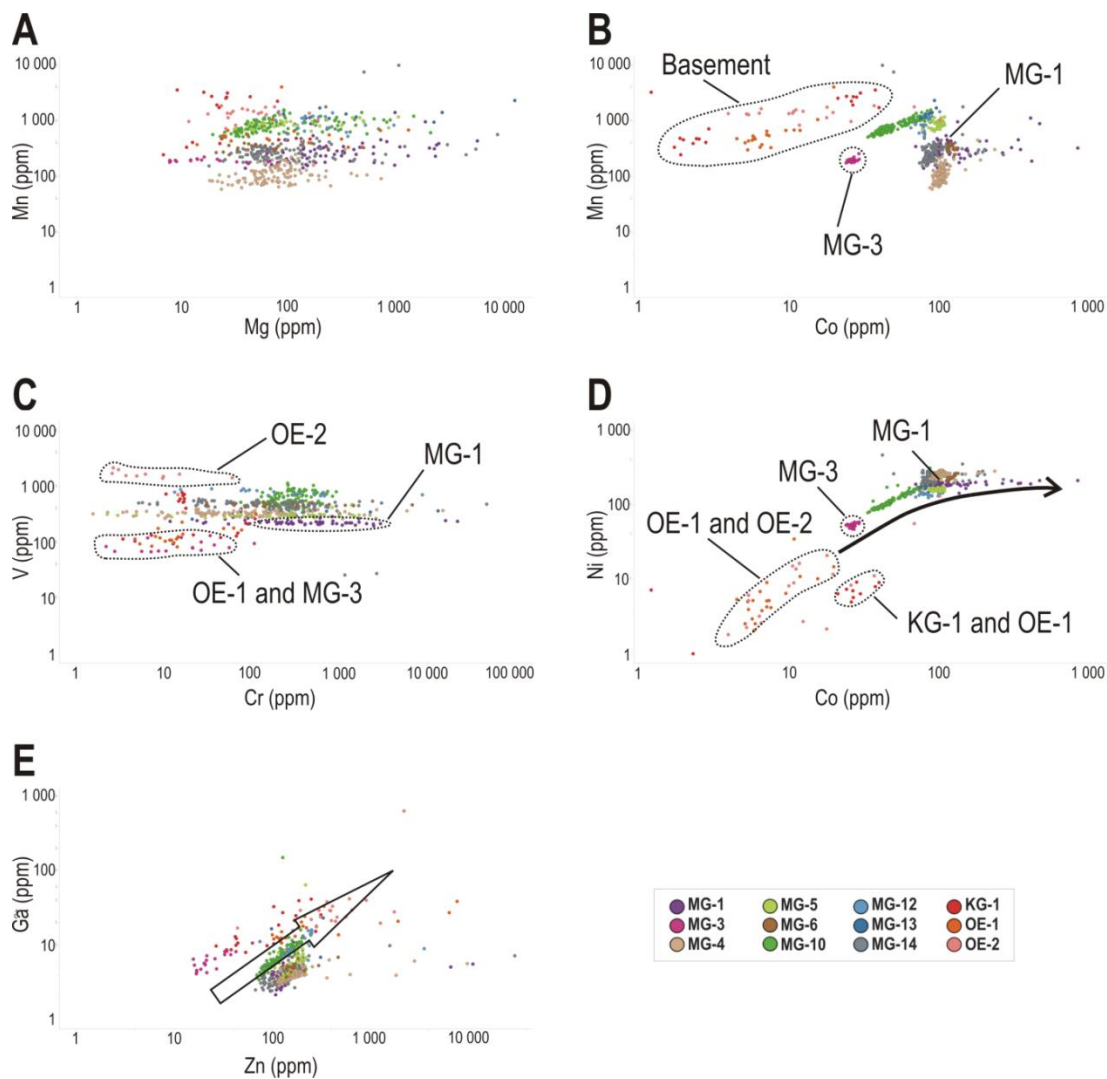 A
10 000
1 000
100
10
1
Mn (ppm)
1 10 100 1 000 10 000
Mg (ppm)
B
10 000
1 000
100
10
1
Mn (ppm)
Basement
MG-1
MG-3
1 10 100 1 000
Co (ppm)
C
10 000
1 000
100
10
1
V (ppm)
OE-2
MG-1
OE-1 and MG-3
1 10 100 1 000 10 000 100 000
Cr (ppm)
D
1 000
100
10
1
Ni (ppm)
MG-1
MG-3
OE-1 and OE-2
KG-1 and OE-1
1 10 100 1 000
Co (ppm)
E
1 000
100
10
1
Ga (ppm)
1 10 100 1 000 10 000
Zn (ppm)
MG-1 MG-5 MG-12 KG-1
MG-3 MG-6 MG-13 OE-1
MG-4 MG-10 MG-14 OE-2